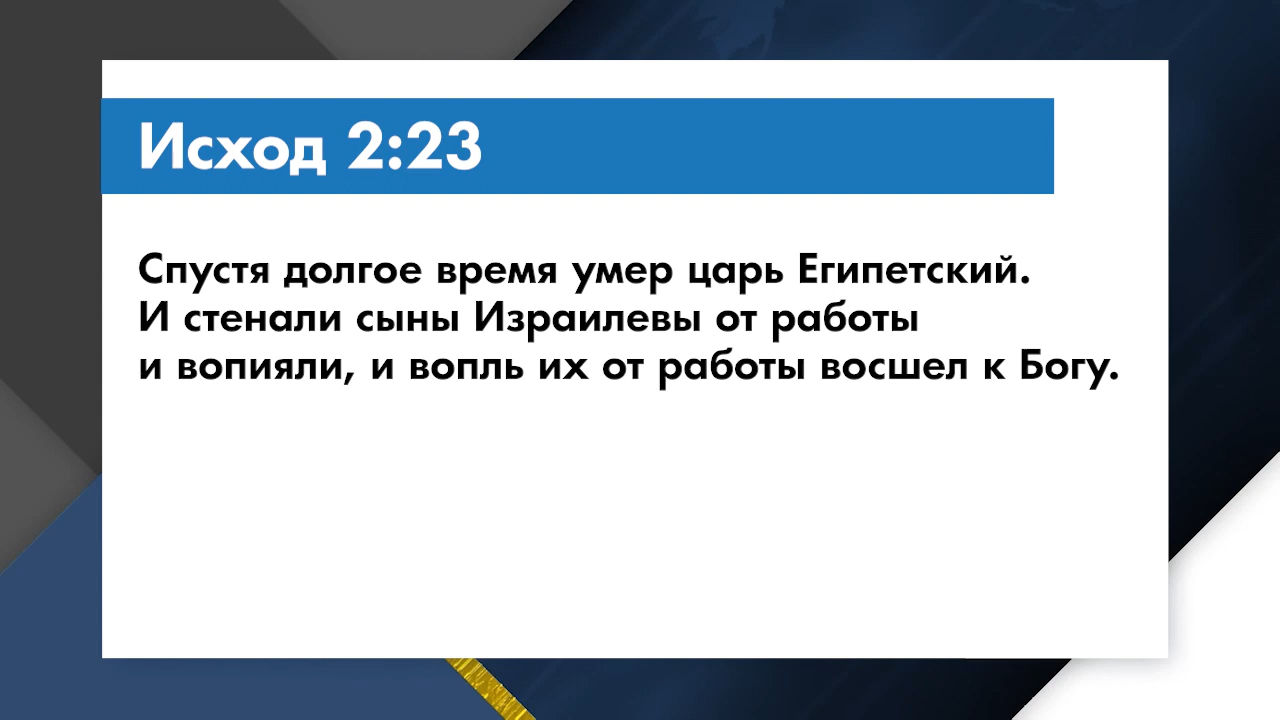 Исход 2:23
Спустя долгое время умер царь Египетский.
И стенали сыны Израилевы от работы
и вопияли, и вопль их от работы восшел к Богу.